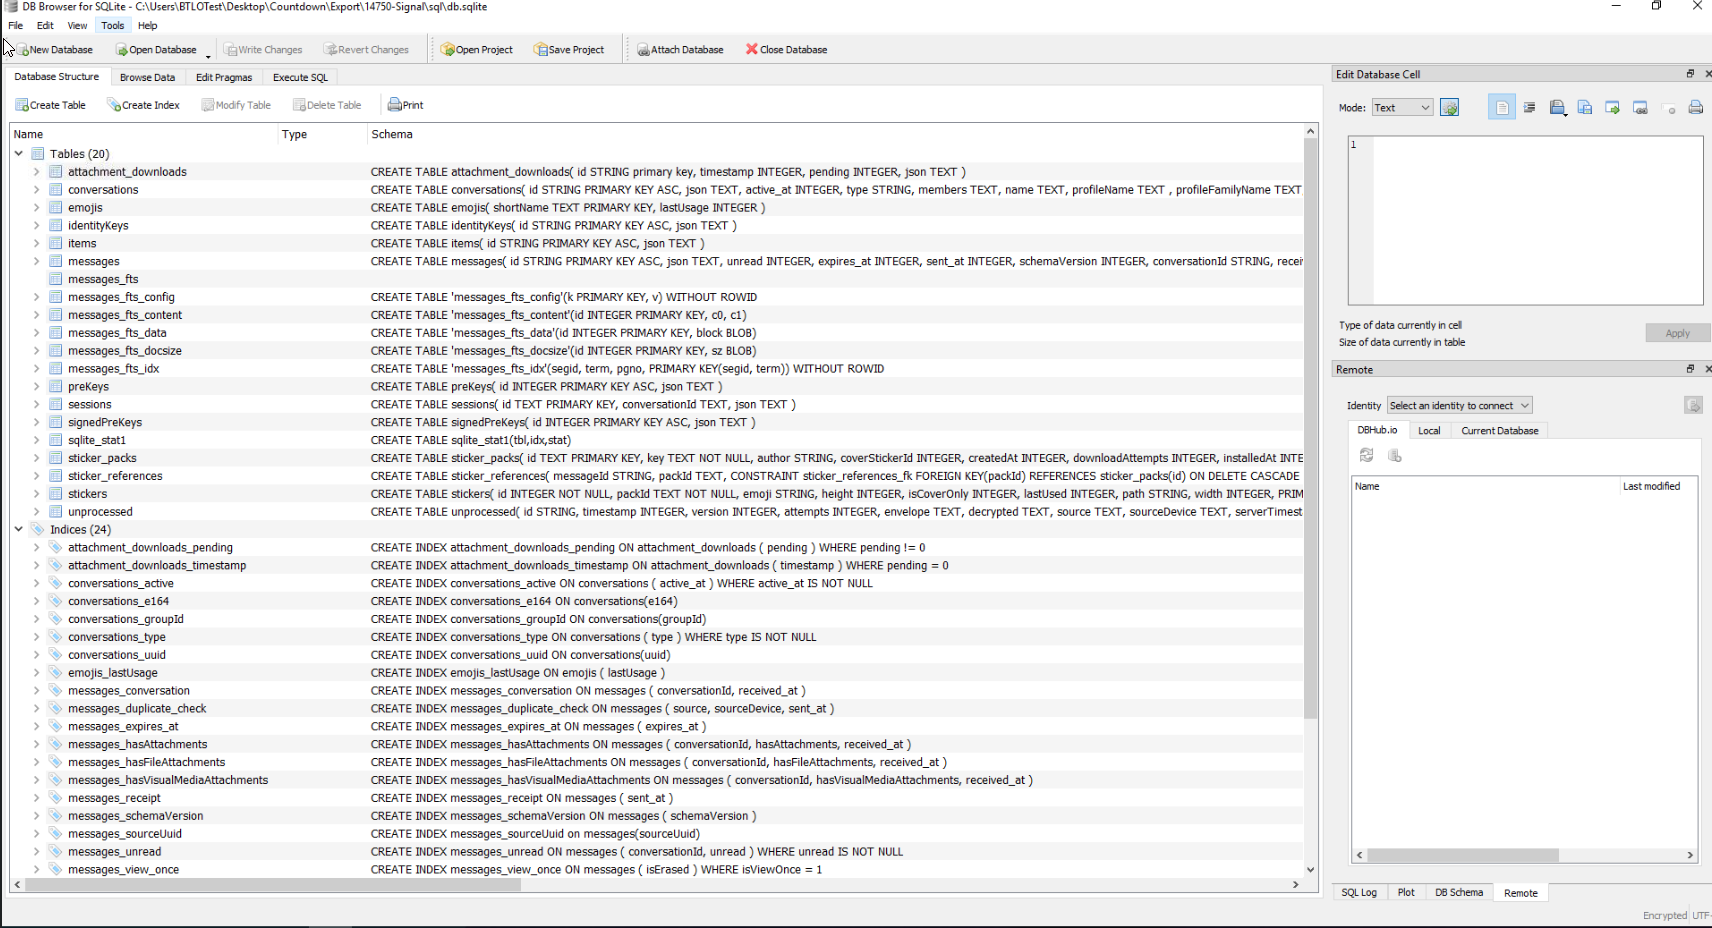 DB Browser for SQLite - C:\Users\BTLOTest\Desktop\Countdown\Export\14750-Signal\sql\db.sqlite
File Edit View Tools Help
New Database Open Database Write Changes Revert Changes Open Project Save Project Attach Database Close Database
Database Structure Browse Data Edit Pragmas Execute SQL
Create Table Create Index Modify Table Delete Table Print
Name Type Schema
Tables (20)
attachment_downloads CREATE TABLE attachment_downloads( id STRING primary key, timestamp INTEGER, pending INTEGER, json TEXT )
conversations CREATE TABLE conversations( id STRING PRIMARY KEY ASC, json TEXT, active_at INTEGER, type STRING, members TEXT, name TEXT, profileName TEXT , profileFamilyName TEXT,
emojis CREATE TABLE emojis( shortName TEXT PRIMARY KEY, lastUsage INTEGER )
identityKeys CREATE TABLE identityKeys( id STRING PRIMARY KEY ASC, json TEXT )
items CREATE TABLE items( id STRING PRIMARY KEY ASC, json TEXT )
messages CREATE TABLE messages( id STRING PRIMARY KEY ASC, json TEXT, unread INTEGER, expires_at INTEGER, sent_at INTEGER, schemaVersion INTEGER, conversationId STRING, recei
messages_fts
messages_fts_config CREATE TABLE 'messages_fts_config'(k PRIMARY KEY, v) WITHOUT ROWID
messages_fts_content CREATE TABLE 'messages_fts_content'(id INTEGER PRIMARY KEY, c0, c1)
messages_fts_data CREATE TABLE 'messages_fts_data'(id INTEGER PRIMARY KEY, block BLOB)
messages_fts_docsize CREATE TABLE 'messages_fts_docsize'(id INTEGER PRIMARY KEY, sz BLOB)
messages_fts_idx CREATE TABLE 'messages_fts_idx'(segid, term, pgno, PRIMARY KEY(segid, term)) WITHOUT ROWID
preKeys CREATE TABLE preKeys( id INTEGER PRIMARY KEY ASC, json TEXT )
sessions CREATE TABLE sessions( id TEXT PRIMARY KEY, conversationId TEXT, json TEXT )
signedPreKeys CREATE TABLE signedPreKeys( id INTEGER PRIMARY KEY ASC, json TEXT )
sqlite_stat1 CREATE TABLE sqlite_stat1(tbl,idx,stat)
sticker_packs CREATE TABLE sticker_packs( id TEXT PRIMARY KEY, key TEXT NOT NULL, author STRING, coverStickerId INTEGER, createdAt INTEGER, downloadAttempts INTEGER, installedAt INTE
sticker_references CREATE TABLE sticker_references( messageId STRING, packId TEXT, CONSTRAINT sticker_references_fk FOREIGN KEY(packId) REFERENCES sticker_packs(id) ON DELETE CASCADE
stickers CREATE TABLE stickers( id INTEGER NOT NULL, packId TEXT NOT NULL, emoji STRING, height INTEGER, isCoverOnly INTEGER, lastUsed INTEGER, path STRING, width INTEGER, PRIM
unprocessed CREATE TABLE unprocessed( id STRING, timestamp INTEGER, version INTEGER, attempts INTEGER, envelope TEXT, decrypted TEXT, source TEXT, sourceDevice TEXT, serverTimest
Indices (24)
attachment_downloads_pending CREATE INDEX attachment_downloads_pending ON attachment_downloads ( pending ) WHERE pending != 0
attachment_downloads_timestamp CREATE INDEX attachment_downloads_timestamp ON attachment_downloads ( timestamp ) WHERE pending = 0
conversations_active CREATE INDEX conversations_active ON conversations ( active_at ) WHERE active_at IS NOT NULL
conversations_e164 CREATE INDEX conversations_e164 ON conversations(e164)
conversations_groupId CREATE INDEX conversations_groupId ON conversations(groupId)
conversations_type CREATE INDEX conversations_type ON conversations ( type ) WHERE type IS NOT NULL
conversations_uuid CREATE INDEX conversations_uuid ON conversations(uuid)
emojis_lastUsage CREATE INDEX emojis_lastUsage ON emojis ( lastUsage )
messages_conversation CREATE INDEX messages_conversation ON messages ( conversationId, received_at )
messages_duplicate_check CREATE INDEX messages_duplicate_check ON messages ( source, sourceDevice, sent_at )
messages_expires_at CREATE INDEX messages_expires_at ON messages ( expires_at )
messages_hasAttachments CREATE INDEX messages_hasAttachments ON messages ( conversationId, hasAttachments, received_at )
messages_hasFileAttachments CREATE INDEX messages_hasFileAttachments ON messages ( conversationId, hasFileAttachments, received_at )
messages_hasVisualMediaAttachments CREATE INDEX messages_hasVisualMediaAttachments ON messages ( conversationId, hasVisualMediaAttachments, received_at )
messages_receipt CREATE INDEX messages_receipt ON messages ( sent_at )
messages_schemaVersion CREATE INDEX messages_schemaVersion ON messages ( schemaVersion )
messages_sourceUuid CREATE INDEX messages_sourceUuid on messages(sourceUuid)
messages_unread CREATE INDEX messages_unread ON messages ( conversationId, unread ) WHERE unread IS NOT NULL
messages_view_once CREATE INDEX messages_view_once ON messages ( isErased ) WHERE isViewOnce = 1
Edit Database Cell
Mode: Text
1
Type of data currently in cell
Size of data currently in table
Apply
Remote
Identity Select an identity to connect
DBHub.io Local Current Database
Name Last modified
SQL Log Plot DB Schema Remote
Encrypted UTF-